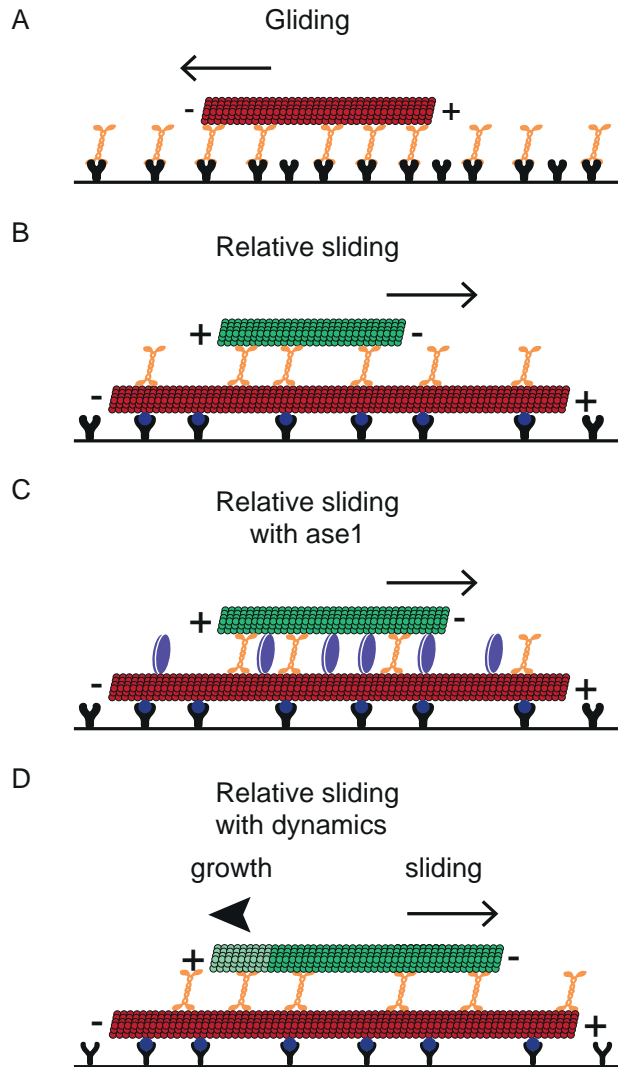 A
Gliding
- +
B
Relative sliding
+ -
- +
C
Relative sliding
with ase1
+ -
- +
D
Relative sliding
with dynamics
growth sliding
+ -
- +